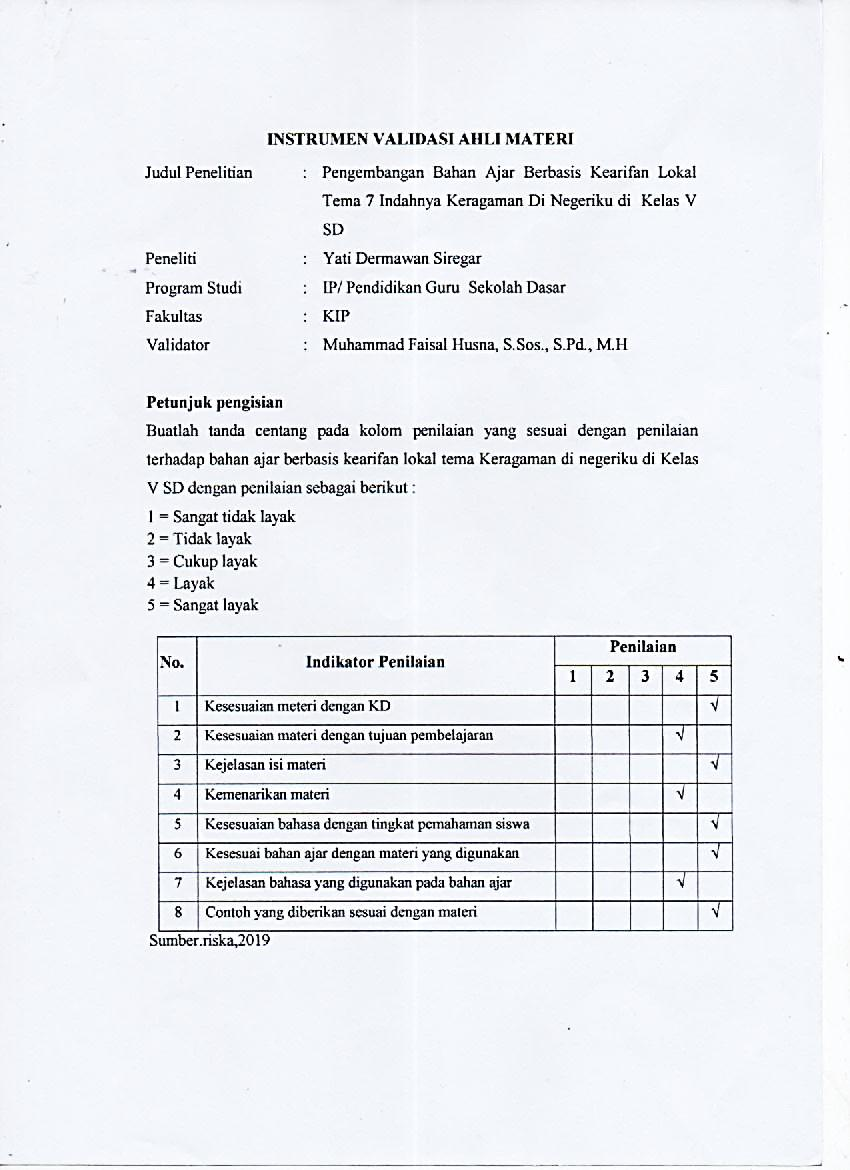 INSTRUMEN VALIDASI AHLI MATERI
Judul Penelitian : Pengembangan Bahan Ajar Berbasis Kearifan Lokal
Tema 7 Indahnya Keragaman Di Negeriku di Kelas V
SD
Peneliti : Yati Dermawan Siregar
Program Studi : IP/ Pendidikan Guru Sekolah Dasar
Fakultas : KIP
Validator : Muhammad Faisal Husna, S.Sos., S.Pd., M.H
Petunjuk pengisian
Buatlah tanda centang pada kolom penilaian yang sesuai dengan penilaian
terhadap bahan ajar berbasis kearifan lokal tema Keragaman di negeriku di Kelas
V SD dengan penilaian sebagai berikut :
1 = Sangat tidak layak
2 = Tidak layak
3 = Cukup layak
4 = Layak
5 = Sangat layak
No. Indikator Penilaian Penilaian
1 2 3 4 5
1 Kesesuaian meteri dengan KD √
2 Kesesuaian materi dengan tujuan pembelajaran √
3 Kejelasan isi materi √
4 Kemenarikan materi √
5 Kesesuaian bahasa dengan tingkat pemahaman siswa √
6 Kesesuai bahan ajar dengan materi yang digunakan √
7 Kejelasan bahasa yang digunakan pada bahan ajar √
8 Contoh yang diberikan sesuai dengan materi √
Sumber.riska,2019